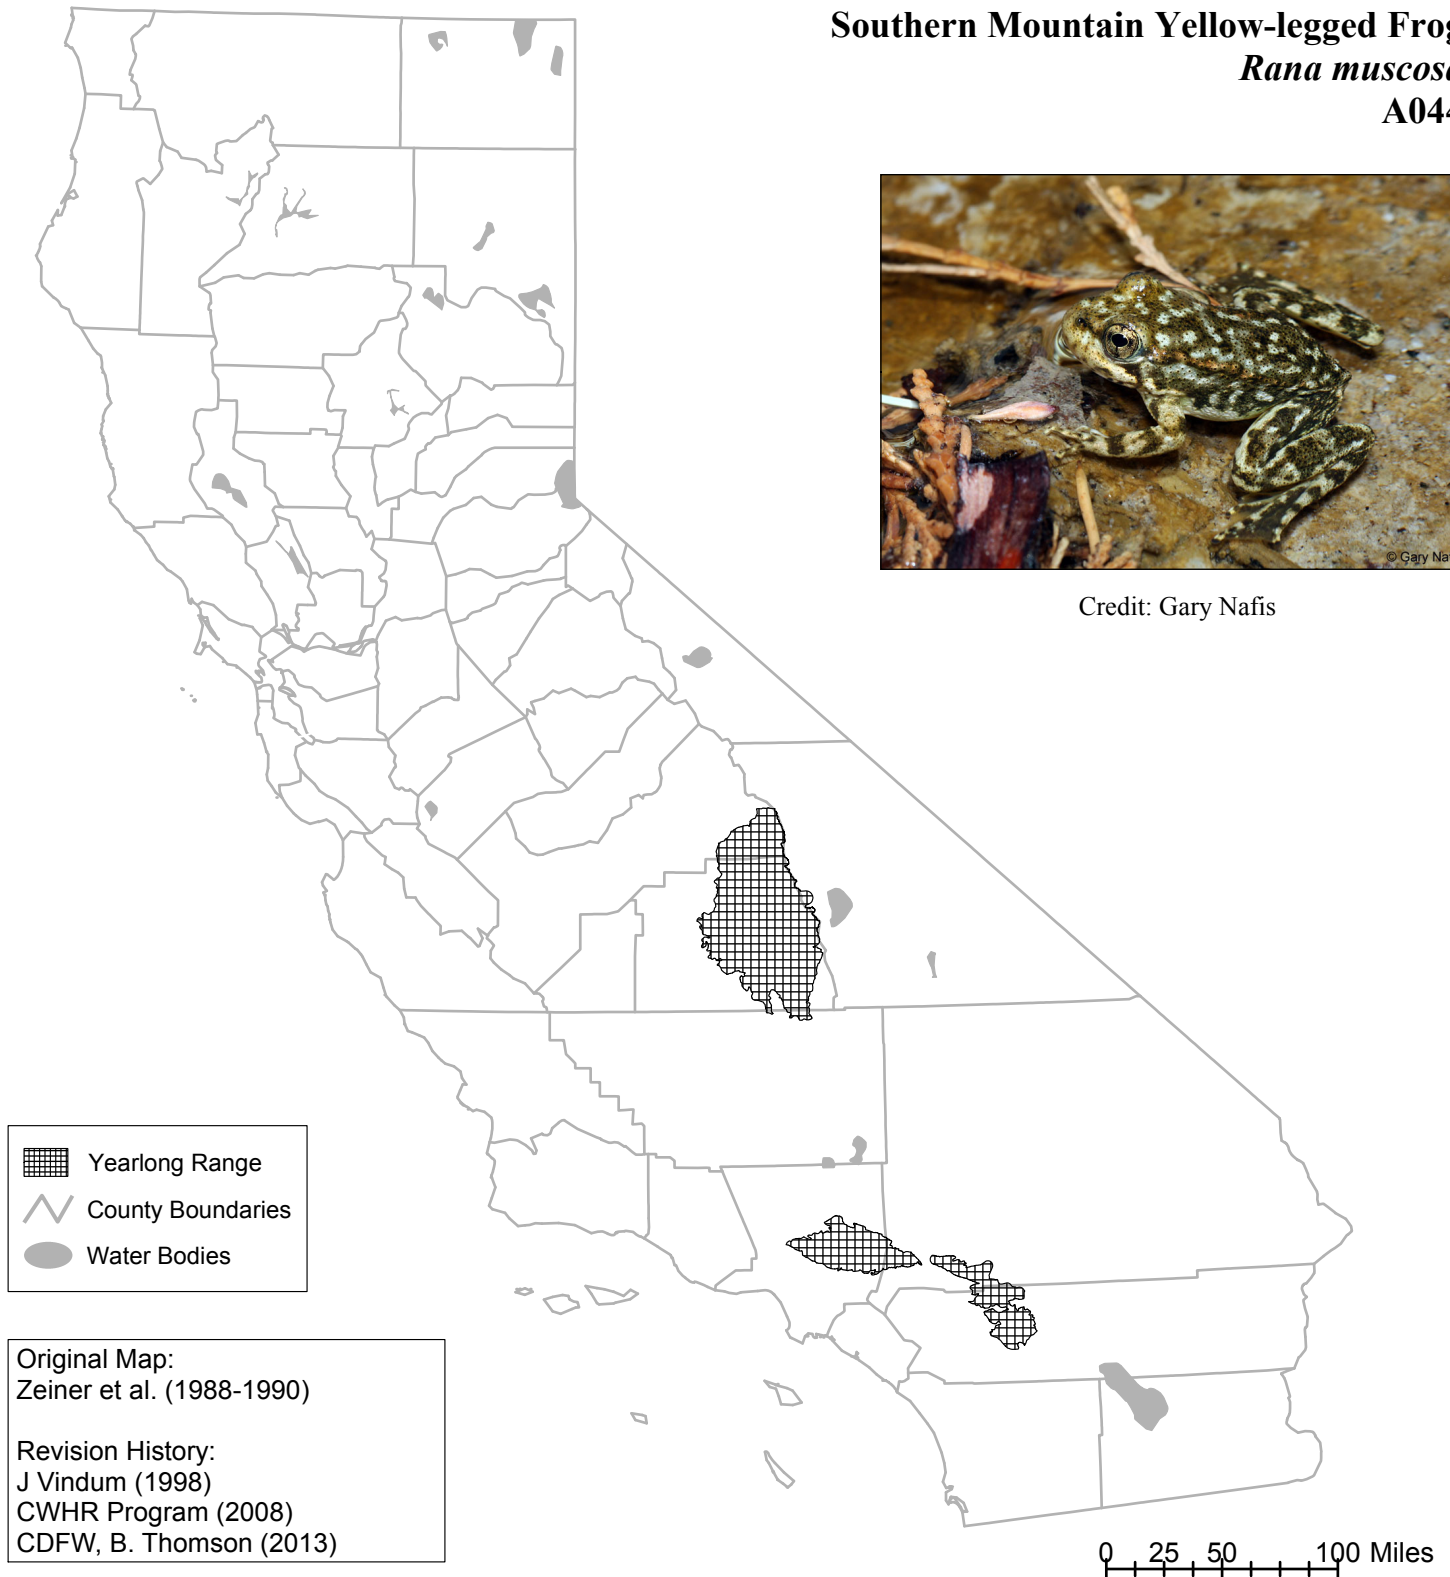 Southern Mountain Yellow-legged Frog
Rana muscosa
A044
© Gary Na
Credit: Gary Nafis
Yearlong Range
County Boundaries
Water Bodies
Original Map:
Zeiner et al. (1988-1990)
Revision History:
J Vindum (1998)
CWHR Program (2008)
CDFW, B. Thomson (2013)
0 25 50 100 Miles